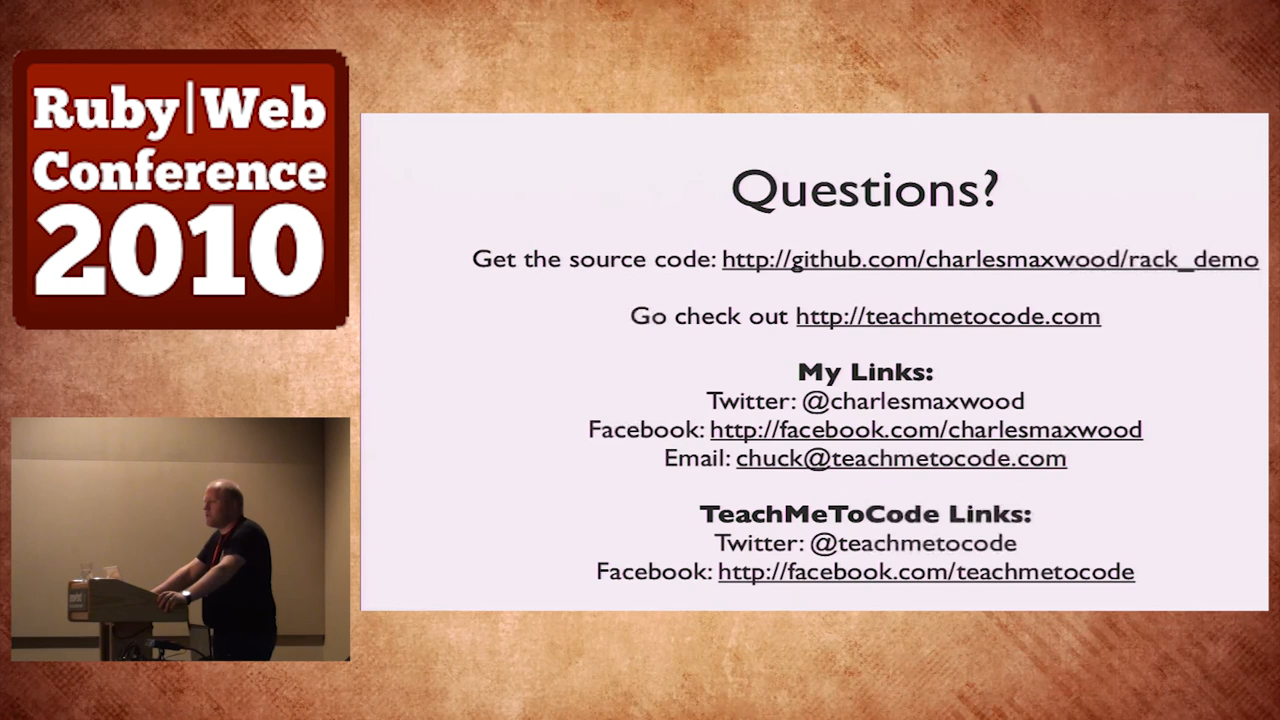 Ruby|Web
Conference
2010
Questions?
Get the source code: http://github.com/charlesmaxwood/rack_demo
Go check out http://teachmetocode.com
My Links:
Twitter: @charlesmaxwood
Facebook: http://facebook.com/charlesmaxwood
Email: chuck@teachmetocode.com
TeachMeToCode Links:
Twitter: @teachmetocode
Facebook: http://facebook.com/teachmetocode